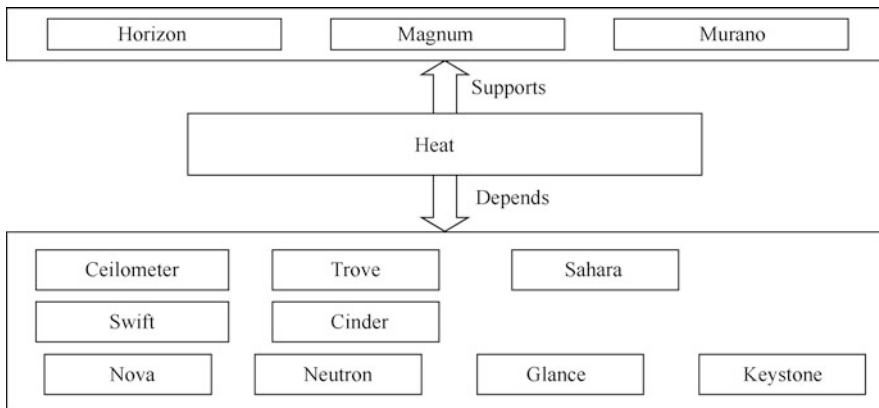 Horizon Magnum Murano
Supports
Heat
Depends
Ceilometer Trove Sahara
Swift Cinder
Nova Neutron Glance Keystone